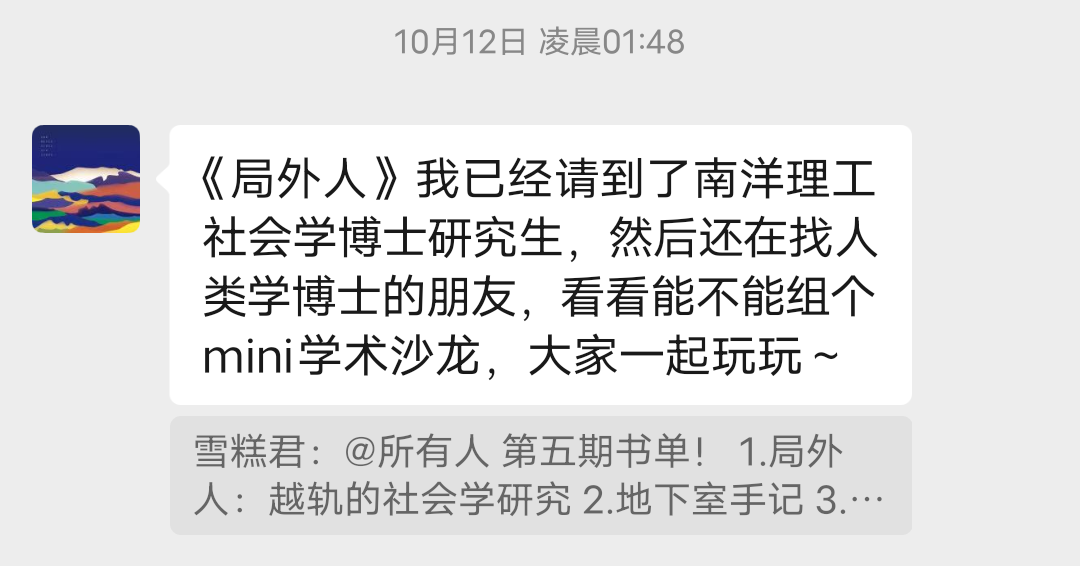 10月12日 凌晨01:48
《局外人》我已经请到了南洋理工
社会学博士研究生，然后还在找人
类学博士的朋友，看看能不能组个
mini学术沙龙，大家一起玩玩～
雪糕君：@所有人 第五期书单！ 1.局外
人：越轨的社会学研究 2.地下室手记 3.…